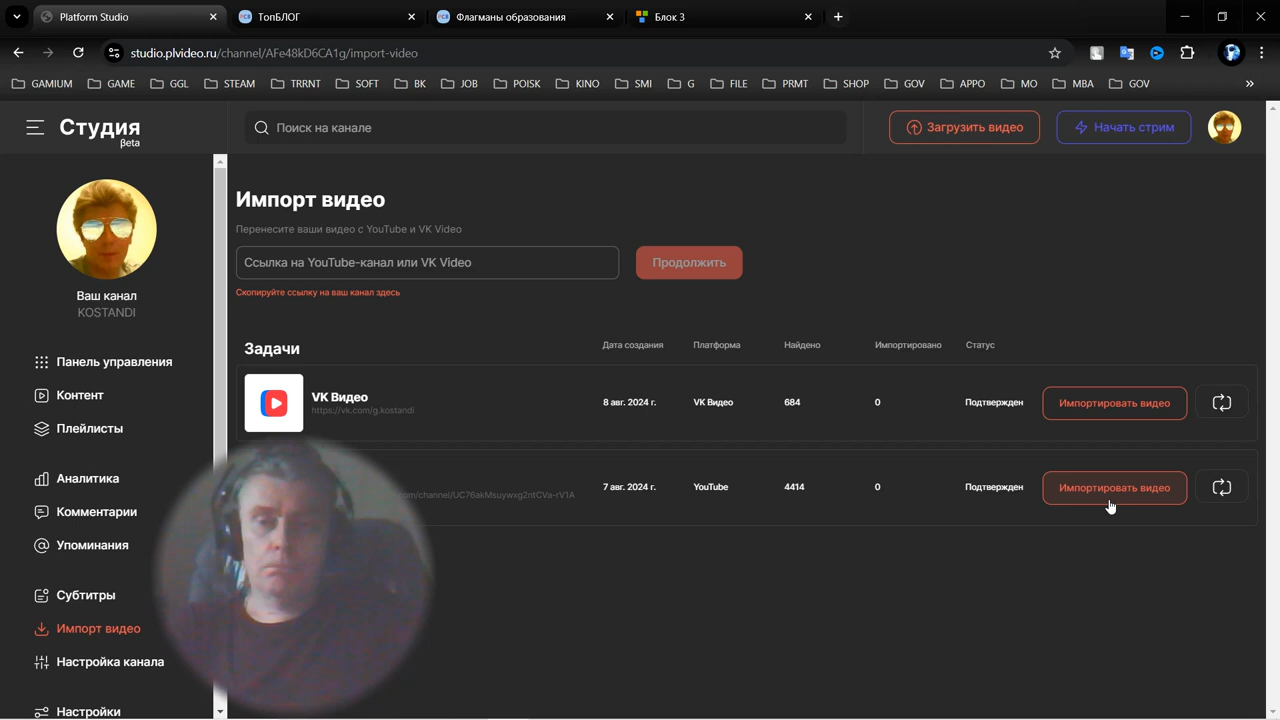 Platform Studio
ТопБЛОГ
Флагманы образования
Блок 3
studio.plvideo.ru/channel/AFe48kD6CA1g/import-video
GAMIUM
GAME
GGL
STEAM
TRRNT
SOFT
BK
JOB
POISK
KINO
SMI
G
FILE
PRMT
SHOP
GOV
APPO
MO
MBA
GOV
Студия
βeta
Поиск на канале
Загрузить видео
Начать стрим
Ваш канал
KOSTANDI
Панель управления
Контент
Плейлисты
Аналитика
Комментарии
Упоминания
Субтитры
Импорт видео
Настройка канала
Настройки
Импорт видео
Перенесите ваши видео с YouTube и VK Video
Ссылка на YouTube-канал или VK Video
Продолжить
Скопируйте ссылку на ваш канал здесь
Задачи
Дата создания
Платформа
Найдено
Импортировано
Статус
VK Видео
https://vk.com/g.kostandi
8 авг. 2024 г.
VK Видео
684
0
Подтвержден
Импортировать видео
com/channel/UC76akMsuywxg2ntCVa-rV1A
7 авг. 2024 г.
YouTube
4414
0
Подтвержден
Импортировать видео